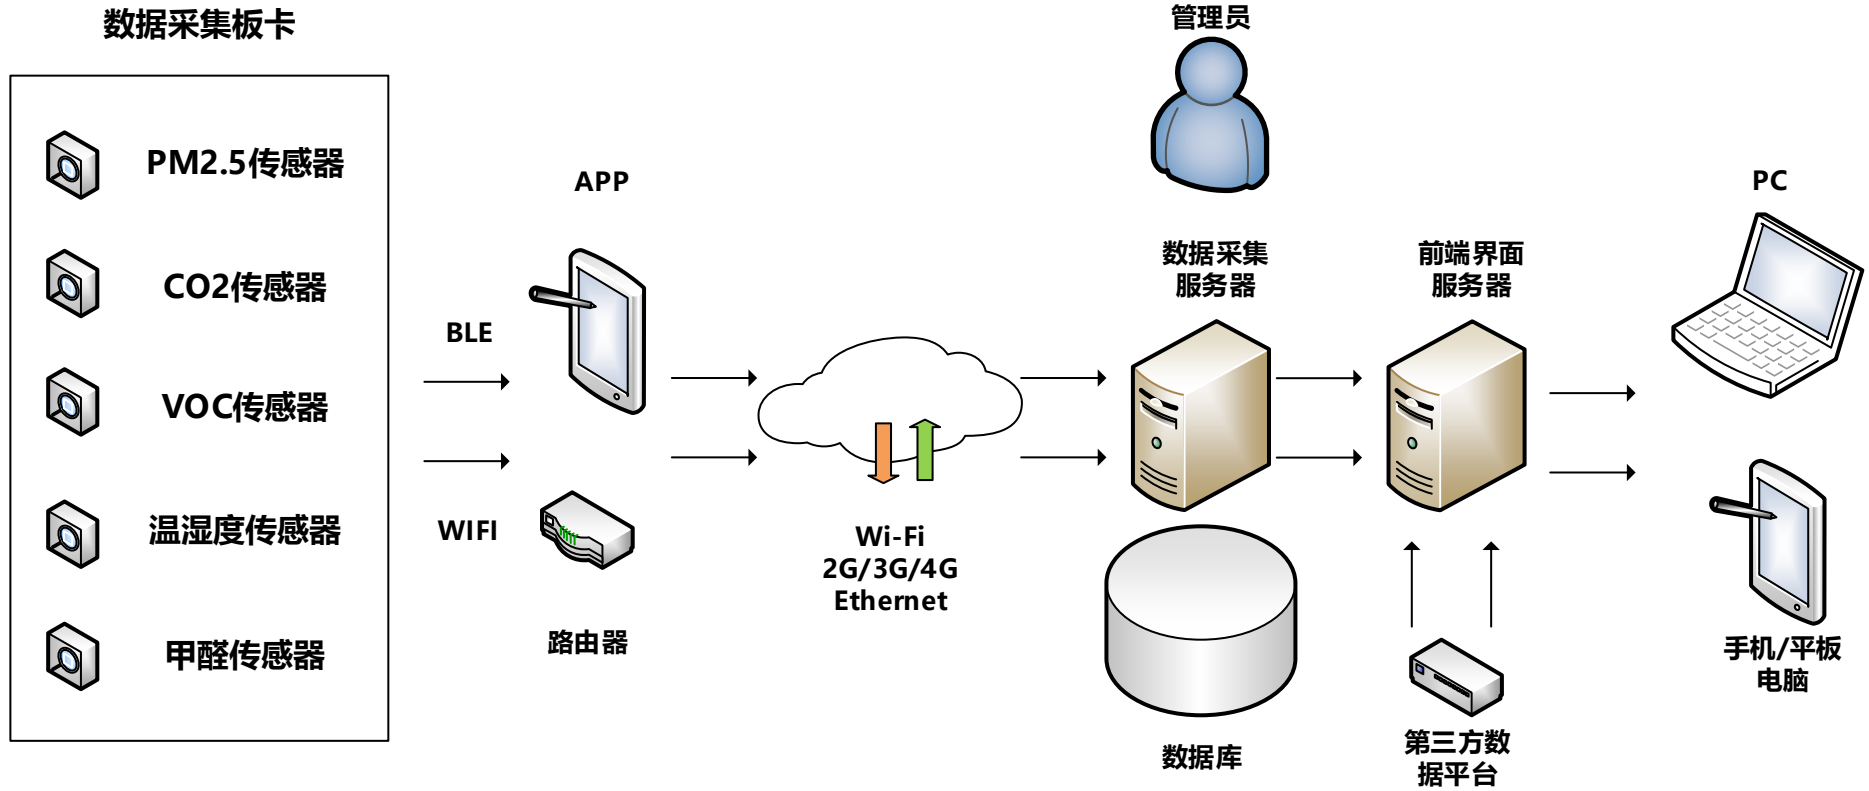 数据采集板卡
PM2.5传感器
CO2传感器
VOC传感器
温湿度传感器
甲醛传感器
BLE
WIFI
APP
路由器
Wi-Fi
2G/3G/4G
Ethernet
管理员
数据采集
服务器
数据库
前端界面
服务器
第三方数
据平台
PC
手机/平板
电脑